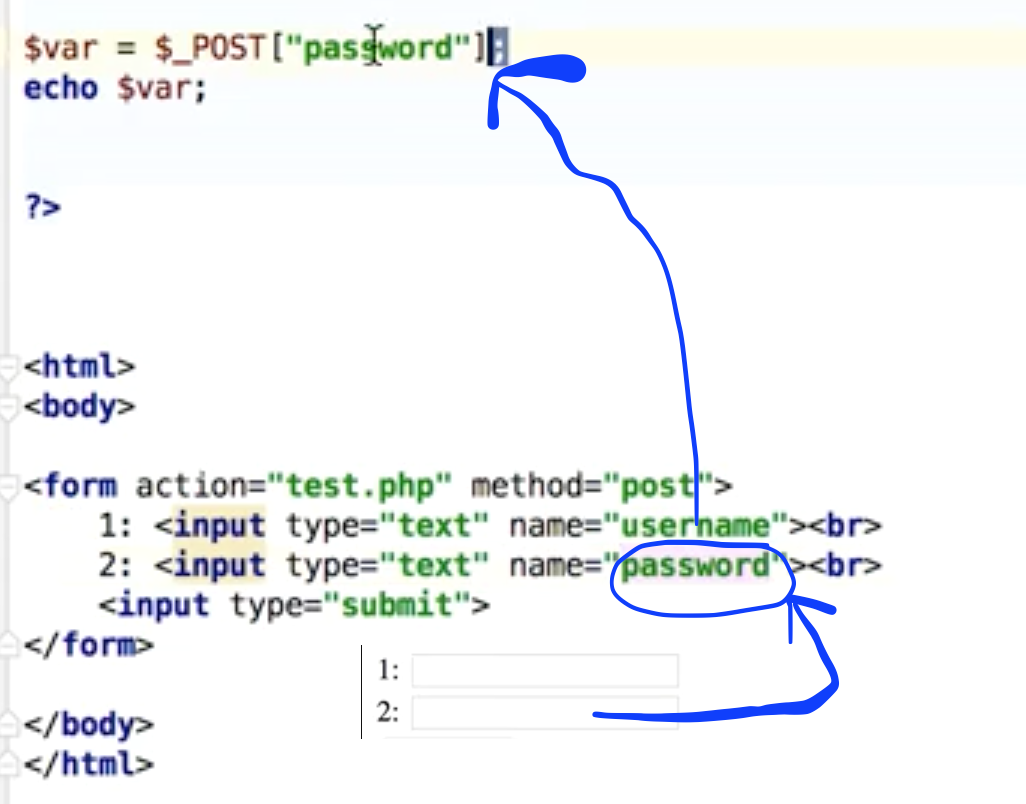 $var = $_POST["password"];
echo $var;
?>
<html>
<body>
<form action="test.php" method="post">
1: <input type="text" name="username"><br>
2: <input type="text" name="password"><br>
<input type="submit">
</form>
1:
2:
</body>
</html>